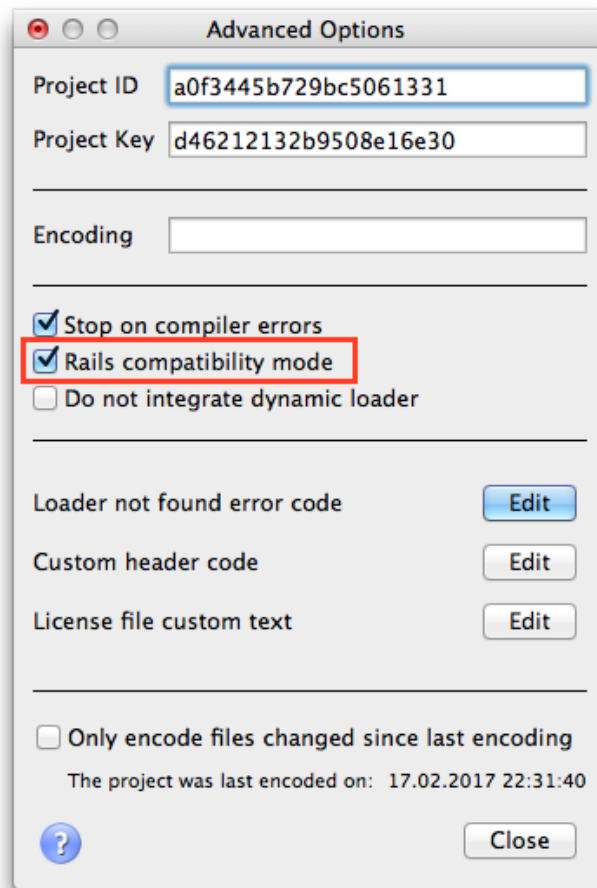 Advanced Options
Project ID a0f3445b729bc5061331
Project Key d46212132b9508e16e30
Encoding
Stop on compiler errors
Rails compatibility mode
Do not integrate dynamic loader
Loader not found error code Edit
Custom header code Edit
License file custom text Edit
Only encode files changed since last encoding
The project was last encoded on: 17.02.2017 22:31:40
? Close